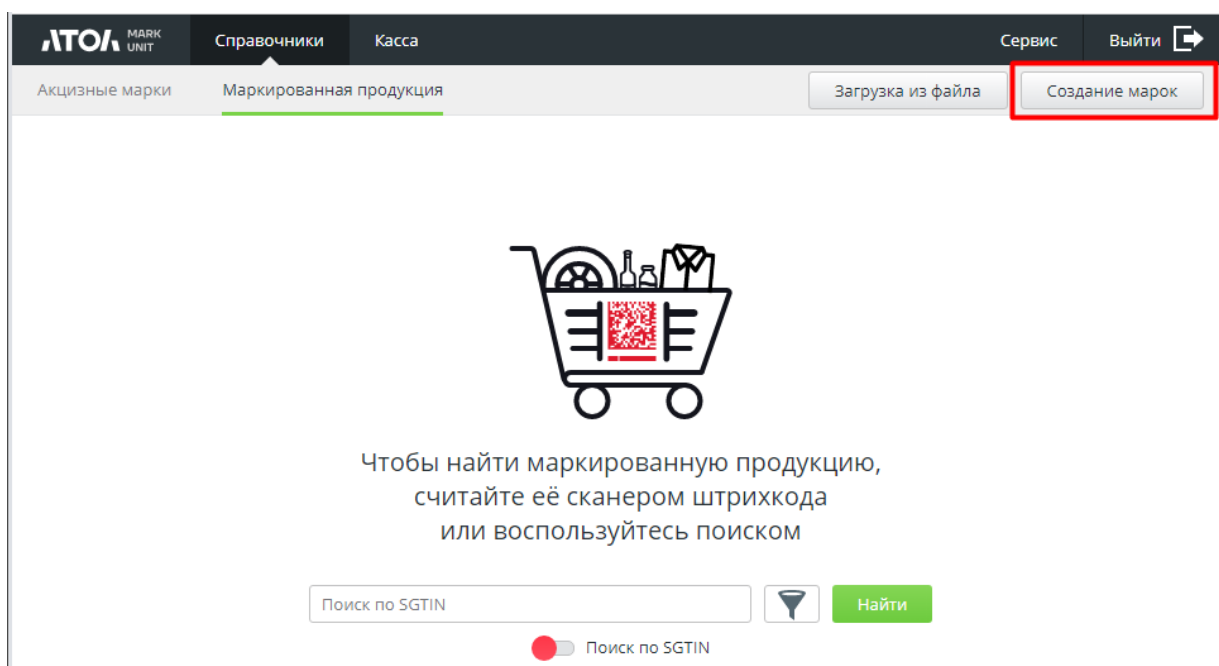 АТОЛ MARK UNIT Справочники Касса Сервис Выйти
Акцизные марки Маркированная продукция Загрузка из файла Создание марок
Чтобы найти маркированную продукцию,
считайте её сканером штрихкода
или воспользуйтесь поиском
Поиск по SGTIN Найти
Поиск по SGTIN